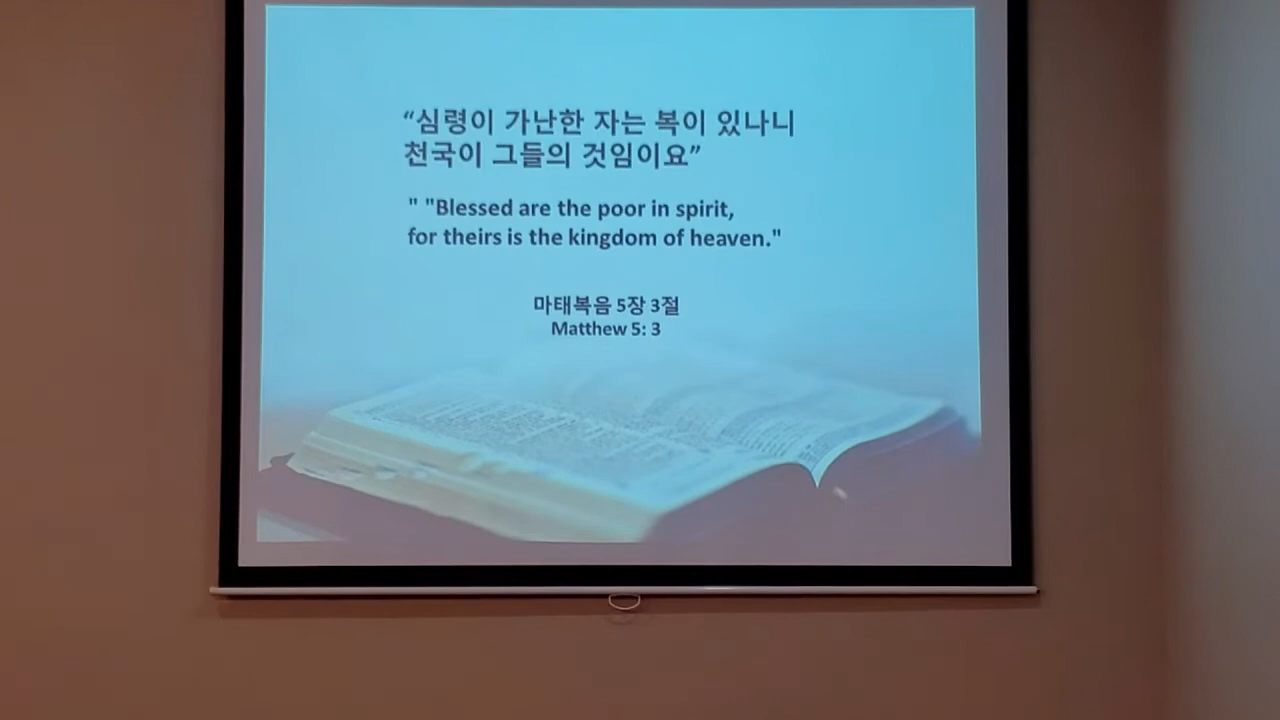 “심령이 가난한 자는 복이 있나니
천국이 그들의 것임이요”
" "Blessed are the poor in spirit,
for theirs is the kingdom of heaven."
마태복음 5장 3절
Matthew 5: 3